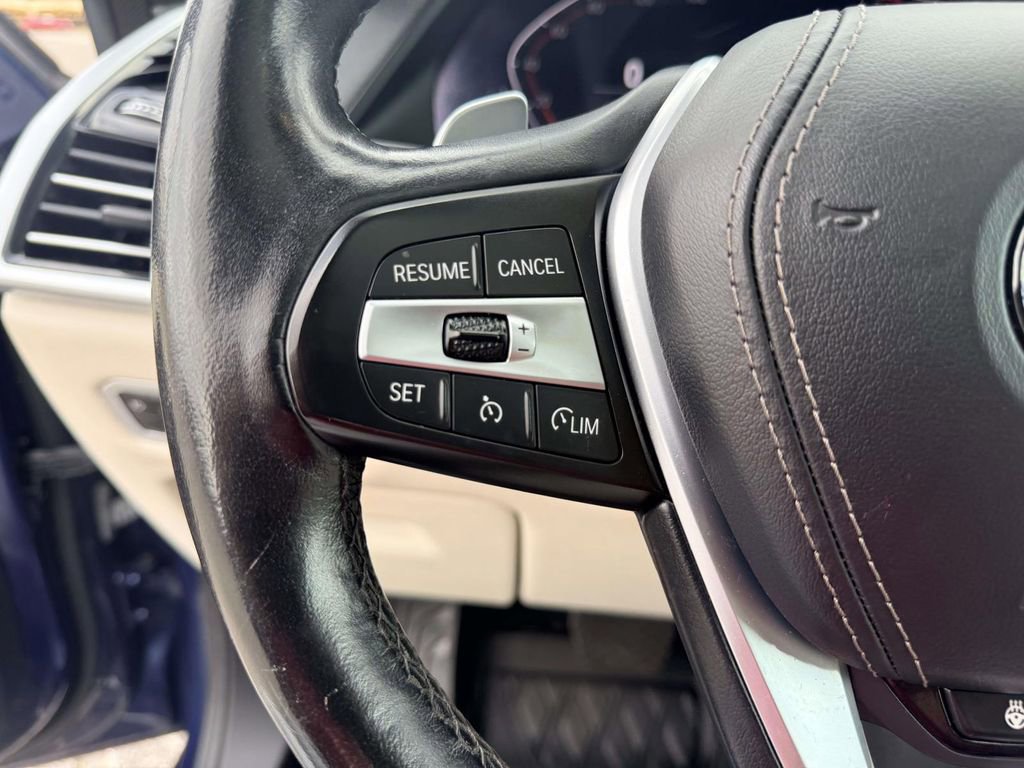 RESUME CANCEL
+
-
SET LIM